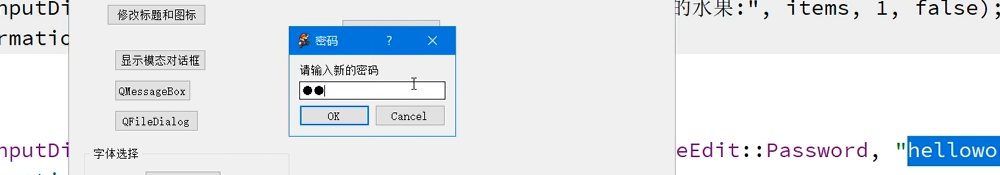 nputDi
的水果:", items, 1, false);
rmatio
修改标题和图标
密码
?
请输入新的密码
显示模态对话框
QMessageBox
OK
Cancel
QFileDialog
nputDi
eEdit::Password, "hellowo
字体选择